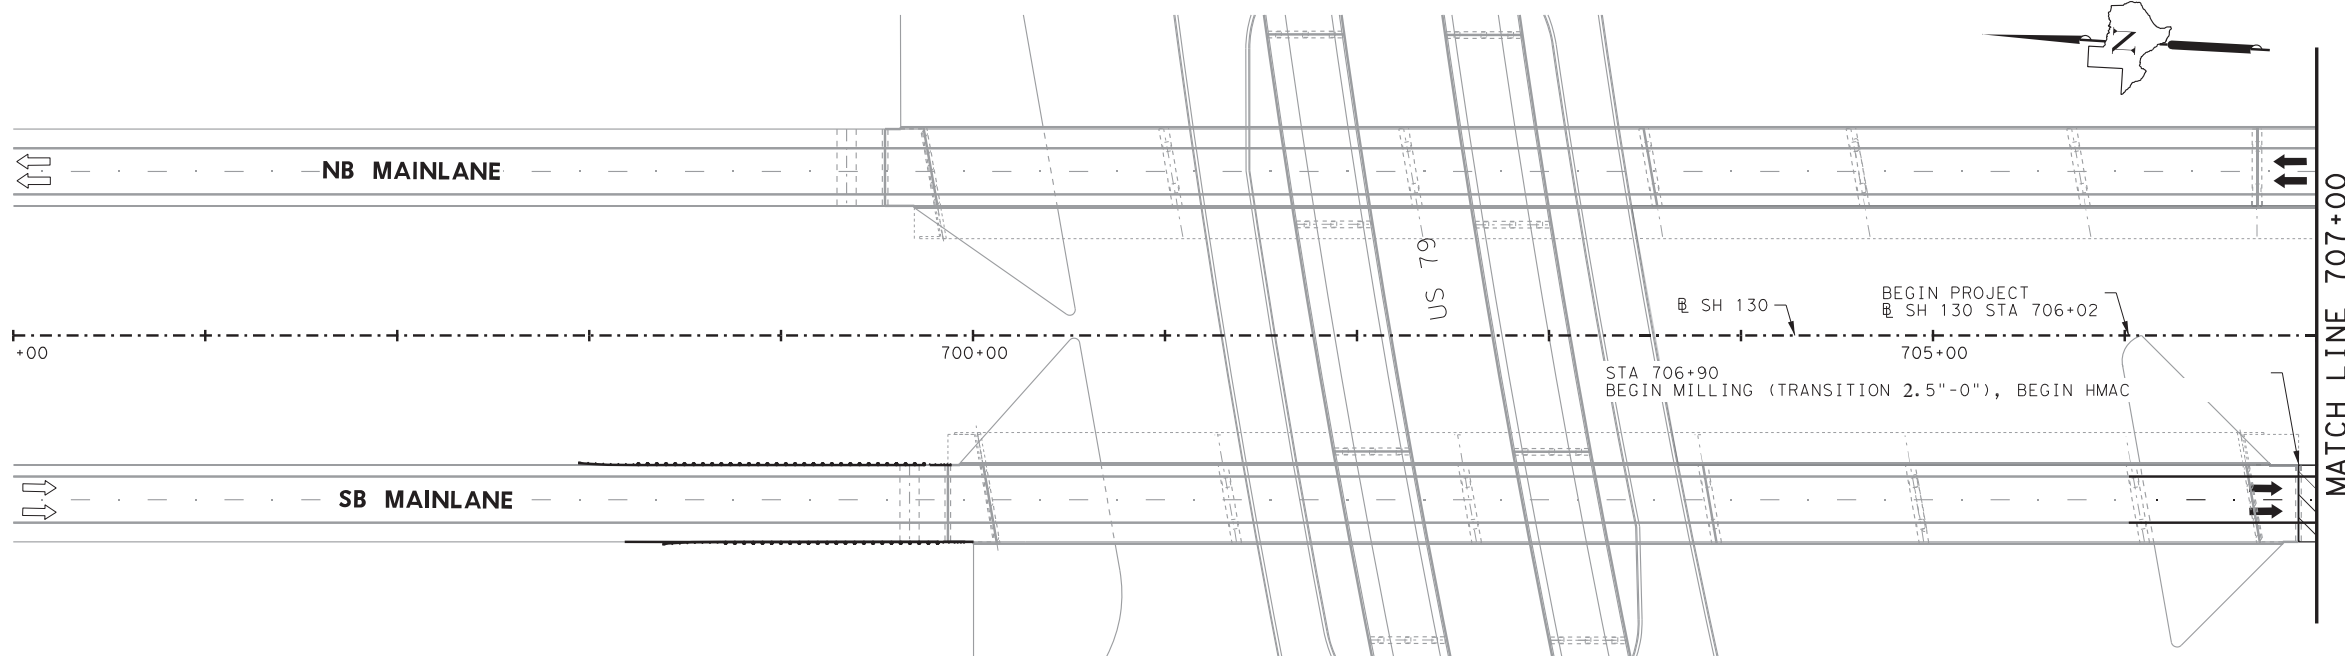 N
NB MAINLANE
MATCH LINE 707+00
US 79
℄ SH 130
BEGIN PROJECT
℄ SH 130 STA 706+02
+00
700+00
705+00
STA 706+90
BEGIN MILLING (TRANSITION 2.5"-0"), BEGIN HMAC
SB MAINLANE